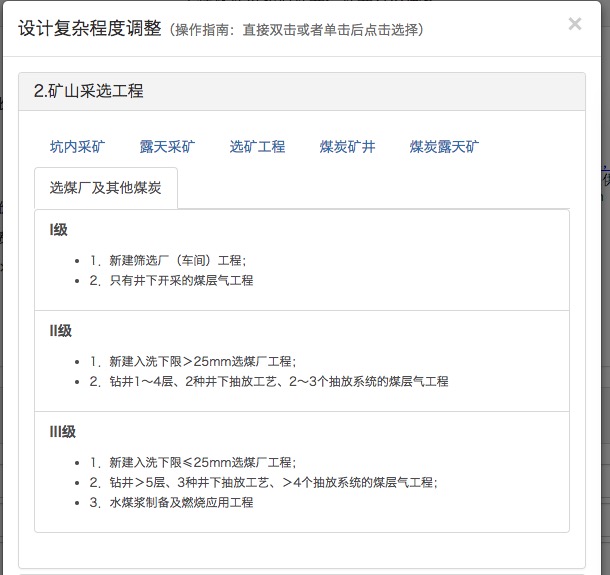 设计复杂程度调整（操作指南：直接双击或者单击后点击选择） ×
2.矿山采选工程
坑内采矿 露天采矿 选矿工程 煤炭矿井 煤炭露天矿
选煤厂及其他煤炭
I级
• 1．新建筛选厂（车间）工程；
• 2．只有井下开采的煤层气工程
II级
• 1．新建入洗下限＞25mm选煤厂工程；
• 2．钻井1～4层、2种井下抽放工艺、2～3个抽放系统的煤层气工程
III级
• 1．新建入洗下限≤25mm选煤厂工程；
• 2．钻井＞5层、3种井下抽放工艺、＞4个抽放系统的煤层气工程；
• 3．水煤浆制备及燃烧应用工程